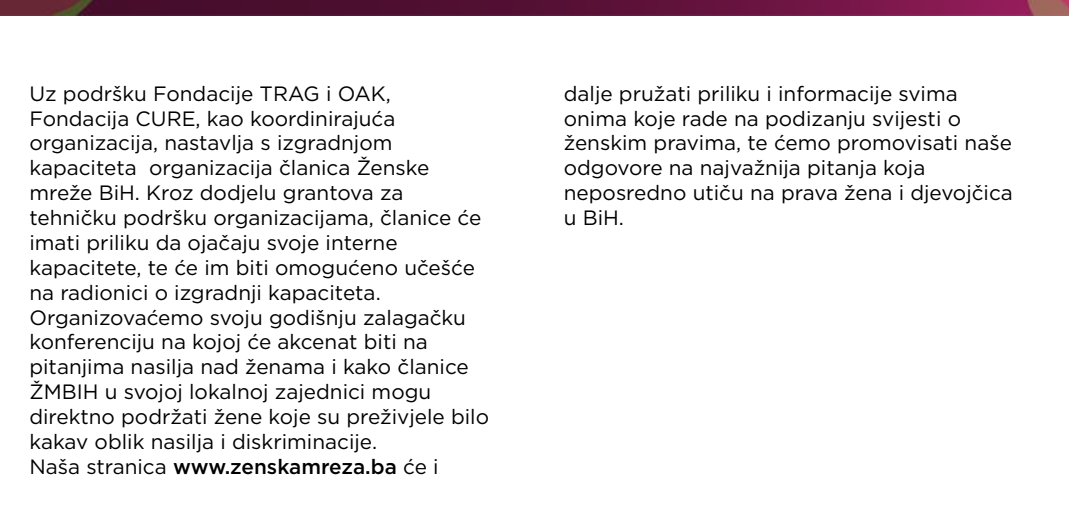 Uz podršku Fondacije TRAG i OAK,
Fondacija CURE, kao koordinirajuća
organizacija, nastavlja s izgradnjom
kapaciteta  organizacija članica Ženske
mreže BiH. Kroz dodjelu grantova za
tehničku podršku organizacijama, članice će
imati priliku da ojačaju svoje interne
kapacitete, te će im biti omogućeno učešće
na radionici o izgradnji kapaciteta.
Organizovaćemo svoju godišnju zalagačku
konferenciju na kojoj će akcenat biti na
pitanjima nasilja nad ženama i kako članice
ŽMBIH u svojoj lokalnoj zajednici mogu
direktno podržati žene koje su preživjele bilo
kakav oblik nasilja i diskriminacije.
Naša stranica www.zenskamreza.ba će i
dalje pružati priliku i informacije svima
onima koje rade na podizanju svijesti o
ženskim pravima, te ćemo promovisati naše
odgovore na najvažnija pitanja koja
neposredno utiču na prava žena i djevojčica
u BiH.